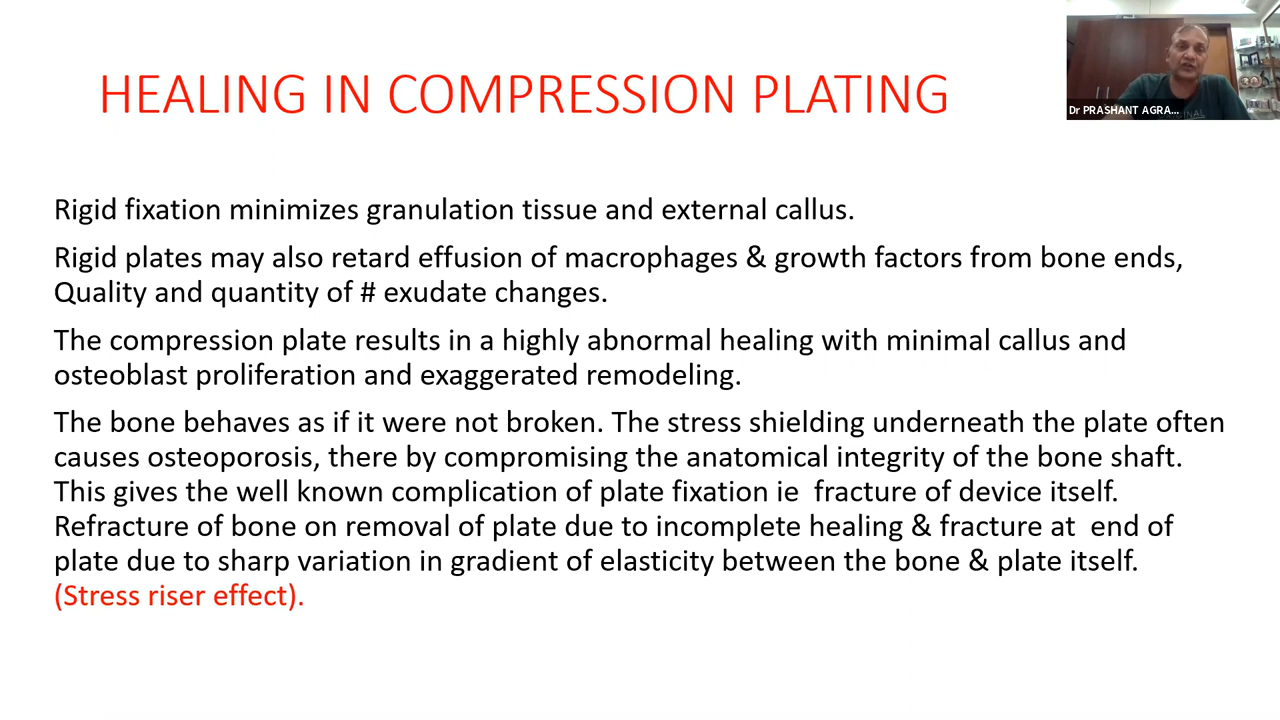 HEALING IN COMPRESSION PLATING
Dr PRASHANT AGRA...
Rigid fixation minimizes granulation tissue and external callus.
Rigid plates may also retard effusion of macrophages & growth factors from bone ends,
Quality and quantity of # exudate changes.
The compression plate results in a highly abnormal healing with minimal callus and
osteoblast proliferation and exaggerated remodeling.
The bone behaves as if it were not broken. The stress shielding underneath the plate often
causes osteoporosis, there by compromising the anatomical integrity of the bone shaft.
This gives the well known complication of plate fixation ie  fracture of device itself.
Refracture of bone on removal of plate due to incomplete healing & fracture at  end of
plate due to sharp variation in gradient of elasticity between the bone & plate itself.
(Stress riser effect).